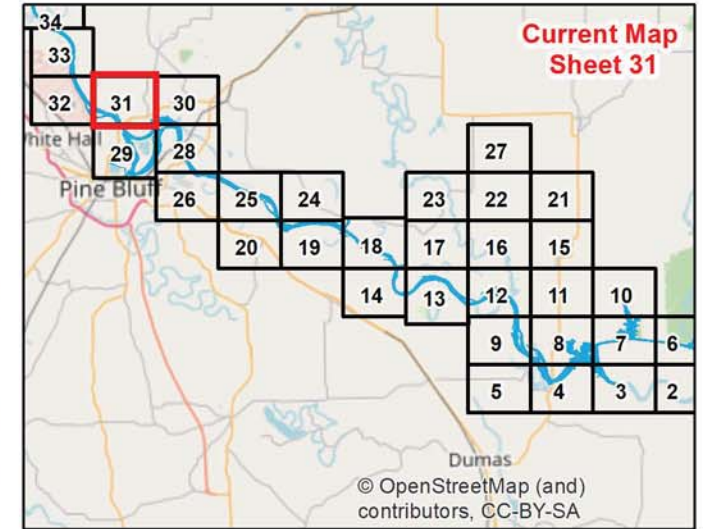 34
Current Map
Sheet 31
33
32 31 30
White Hall
29 28 27
Pine Bluff
26 25 24 23 22 21
20 19 18 17 16 15
14 13 12 11 10
9 8 7 6
5 4 3 2
Dumas
© OpenStreetMap (and)
contributors, CC-BY-SA